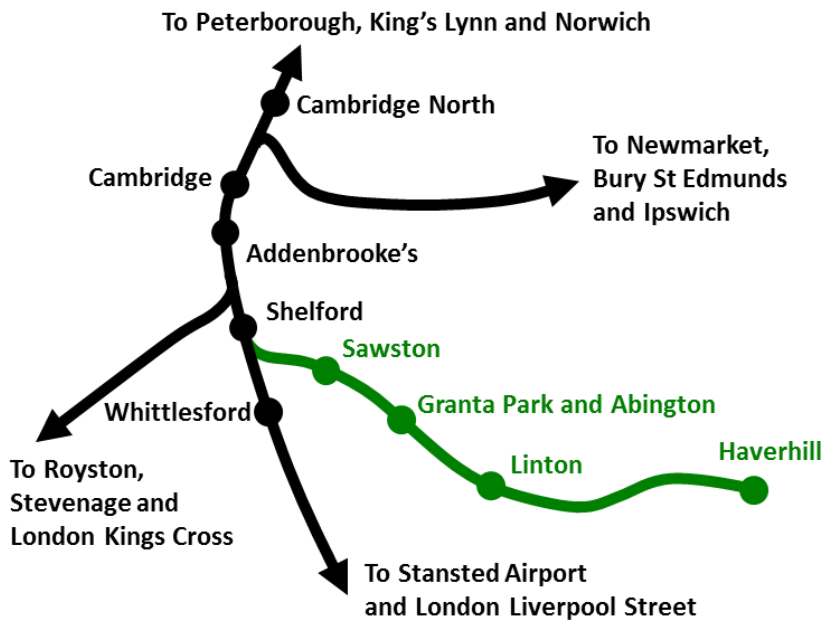 To Peterborough, King's Lynn and Norwich
Cambridge North
To Newmarket,
Bury St Edmunds
and Ipswich
Cambridge
Addenbrooke's
Shelford
Sawston
Granta Park and Abington
Whittlesford
Linton
Haverhill
To Royston,
Stevenage and
London Kings Cross
To Stansted Airport
and London Liverpool Street